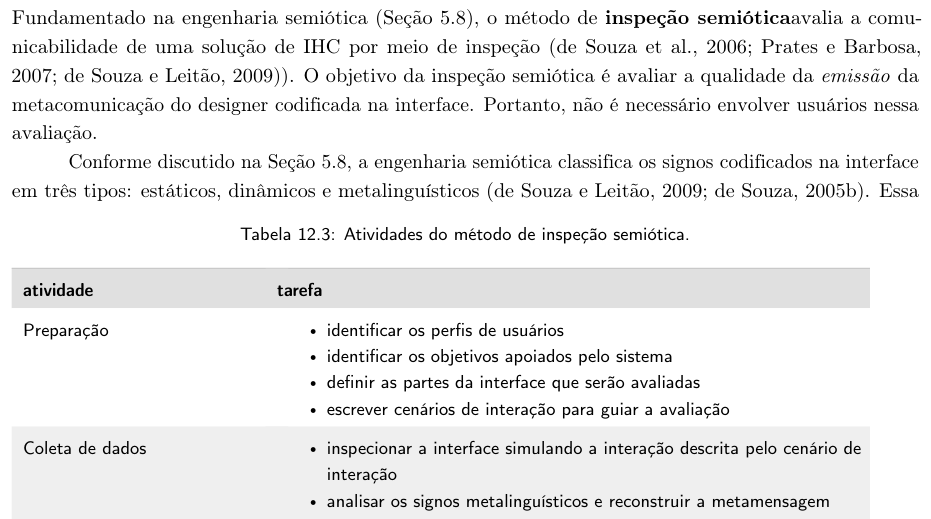 Fundamentado na engenharia semiótica (Seção 5.8), o método de inspeção semióticaavalia a comu-
nicabilidade de uma solução de IHC por meio de inspeção (de Souza et al., 2006; Prates e Barbosa,
2007; de Souza e Leitão, 2009)). O objetivo da inspeção semiótica é avaliar a qualidade da emissão da
metacomunicação do designer codificada na interface. Portanto, não é necessário envolver usuários nessa
avaliação.
Conforme discutido na Seção 5.8, a engenharia semiótica classifica os signos codificados na interface
em três tipos: estáticos, dinâmicos e metalinguísticos (de Souza e Leitão, 2009; de Souza, 2005b). Essa
Tabela 12.3: Atividades do método de inspeção semiótica.
atividade tarefa
Preparação • identificar os perfis de usuários
• identificar os objetivos apoiados pelo sistema
• definir as partes da interface que serão avaliadas
• escrever cenários de interação para guiar a avaliação
Coleta de dados • inspecionar a interface simulando a interação descrita pelo cenário de
interação
• analisar os signos metalinguísticos e reconstruir a metamensagem